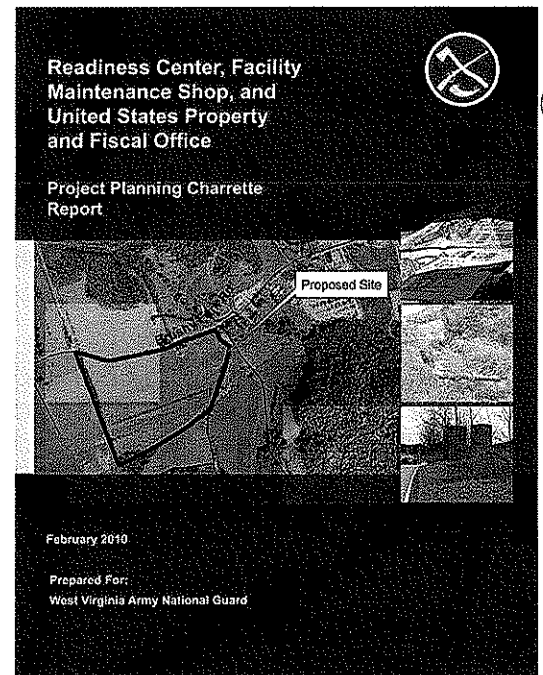 Readiness Center, Facility
Maintenance Shop, and
United States Property
and Fiscal Office
Project Planning Charrette
Report
Proposed Site
February 2010
Prepared For:
West Virginia Army National Guard